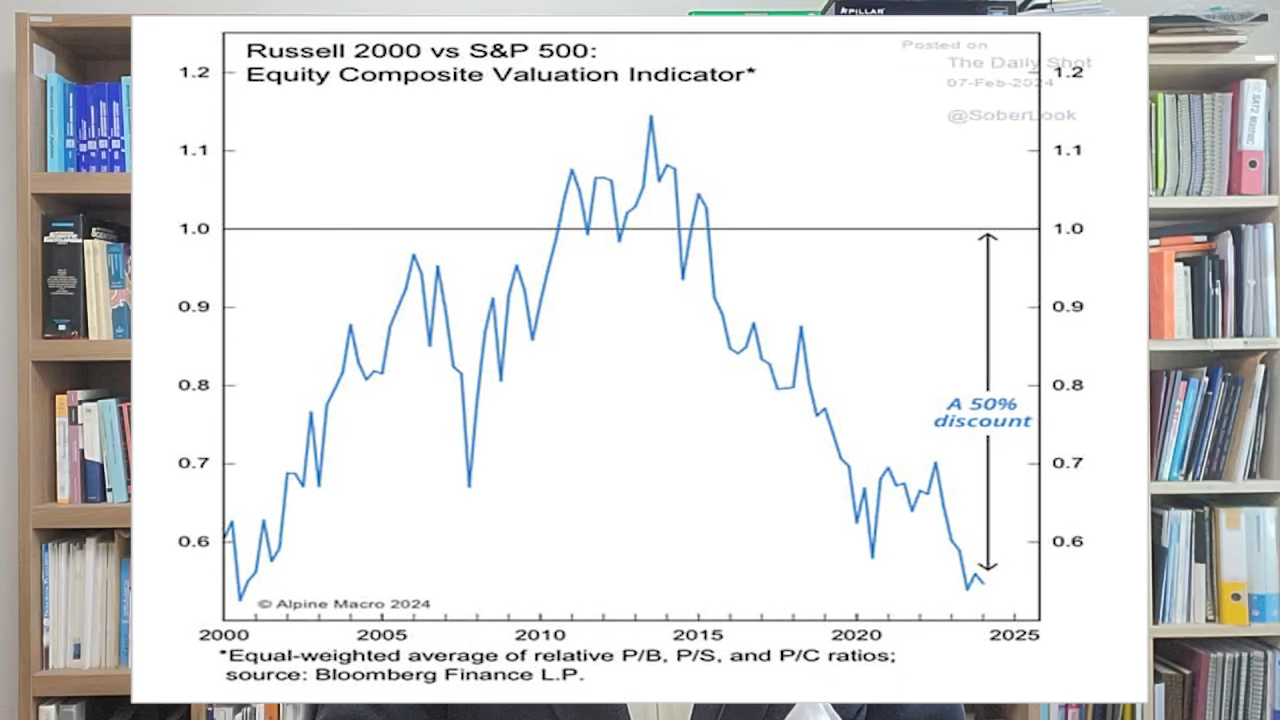 PILLAR
Russell 2000 vs S&P 500:
Equity Composite Valuation Indicator*
Posted on
The Daily Shot
07-Feb-2024
@SoberLook
1.2
1.2
1.1
1.1
1.0
1.0
0.9
0.9
0.8
0.8
A 50%
discount
0.7
0.7
0.6
0.6
© Alpine Macro 2024
2000 2005 2010 2015 2020 2025
*Equal-weighted average of relative P/B, P/S, and P/C ratios;
source: Bloomberg Finance L.P.